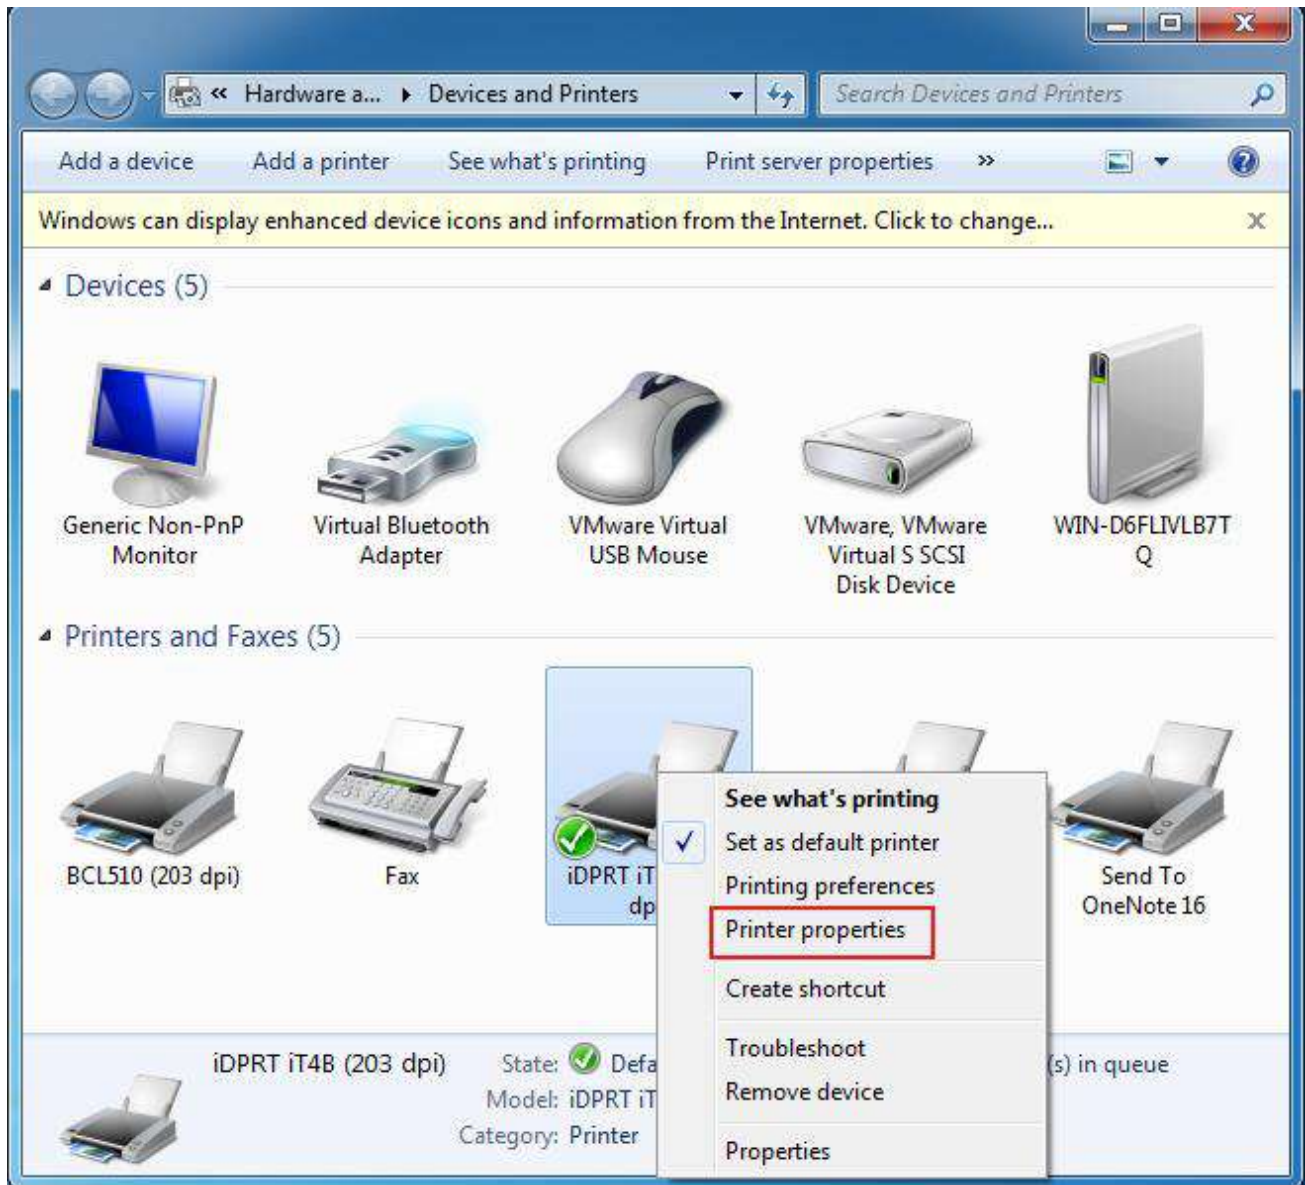 Hardware a... Devices and Printers
Search Devices and Printers
Add a device Add a printer See what's printing Print server properties
Windows can display enhanced device icons and information from the Internet. Click to change...
Devices (5)
Generic Non-PnP
Monitor
Virtual Bluetooth
Adapter
VMware Virtual
USB Mouse
VMware, VMware
Virtual S SCSI
Disk Device
WIN-D6FLIVLB7T
Q
Printers and Faxes (5)
BCL510 (203 dpi)
Fax
iDPRT iT
dp
Send To
OneNote 16
See what's printing
Set as default printer
Printing preferences
Printer properties
Create shortcut
Troubleshoot
Remove device
Properties
iDPRT iT4B (203 dpi) State: Defa (s) in queue
Model: iDPRT iT
Category: Printer